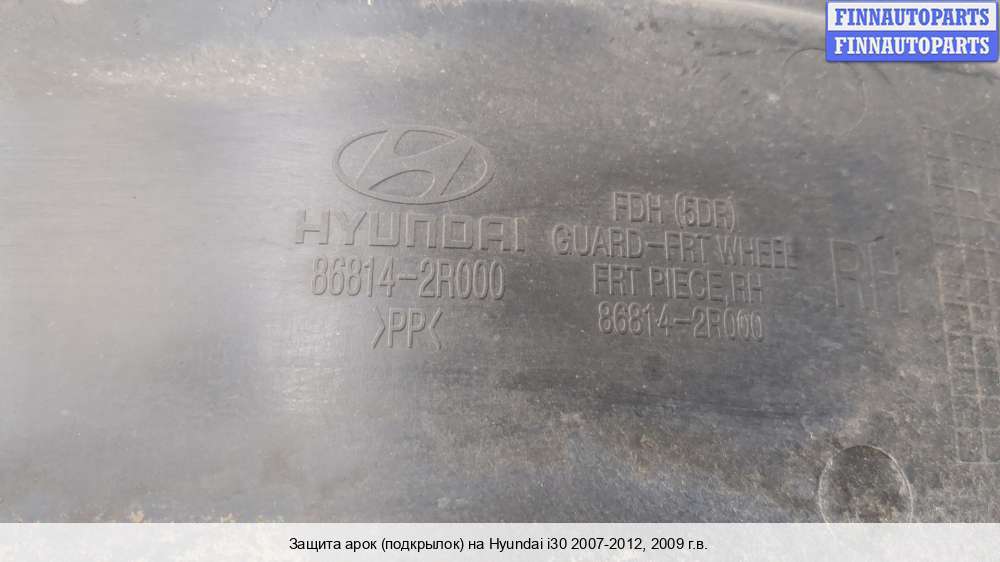 FINNAUTOPARTS
FINNAUTOPARTS
HYUNDAI
86814-2R000
>PP<
FDH (5DR)
GUARD-FRT WHEEL
FRT PIECE, RH
86814-2R000
RH
Защита арок (подкрылок) на Hyundai i30 2007-2012, 2009 г.в.